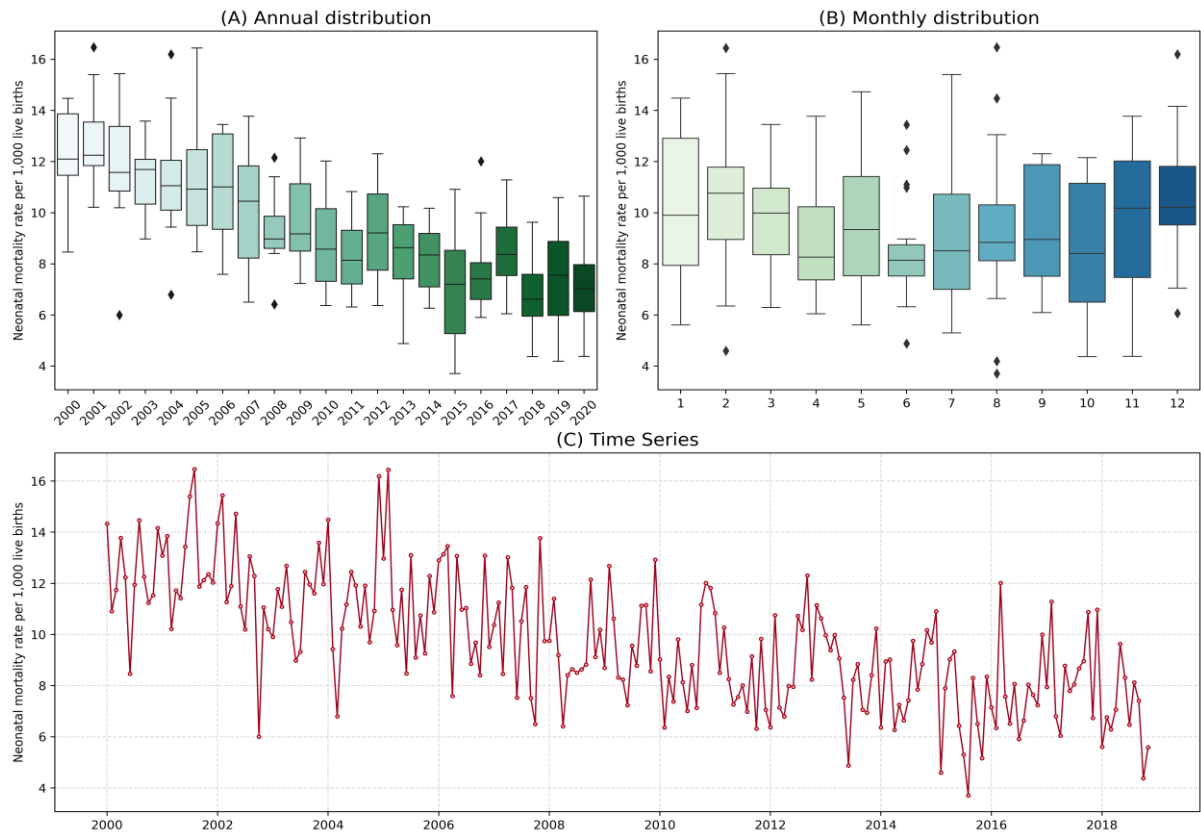 (A) Annual distribution
Neonatal mortality rate per 1,000 live births
16
14
12
10
8
6
4
2000 2001 2002 2003 2004 2005 2006 2007 2008 2009 2010 2011 2012 2013 2014 2015 2016 2017 2018 2019 2020
(B) Monthly distribution
Neonatal mortality rate per 1,000 live births
16
14
12
10
8
6
4
1 2 3 4 5 6 7 8 9 10 11 12
(C) Time Series
Neonatal mortality rate per 1,000 live births
16
14
12
10
8
6
4
2000 2002 2004 2006 2008 2010 2012 2014 2016 2018